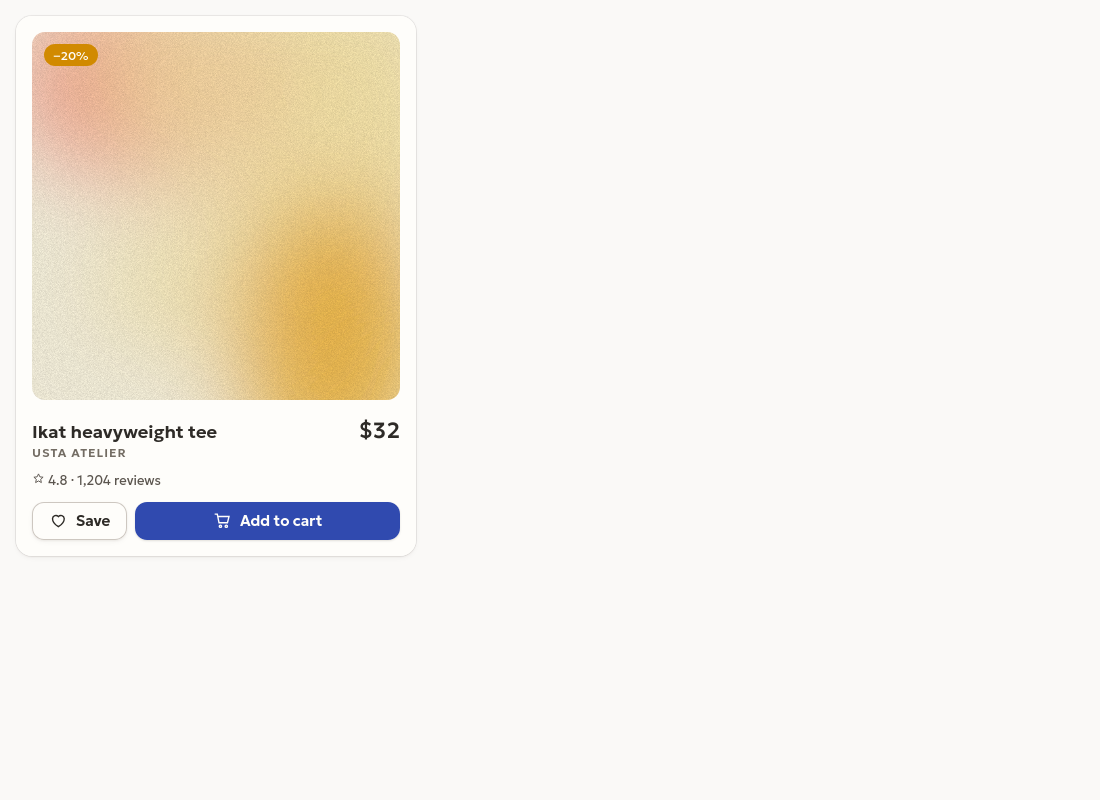 −20%
Ikat heavyweight tee
$32
USTA ATELIER
4.8 · 1,204 reviews
Save
Add to cart